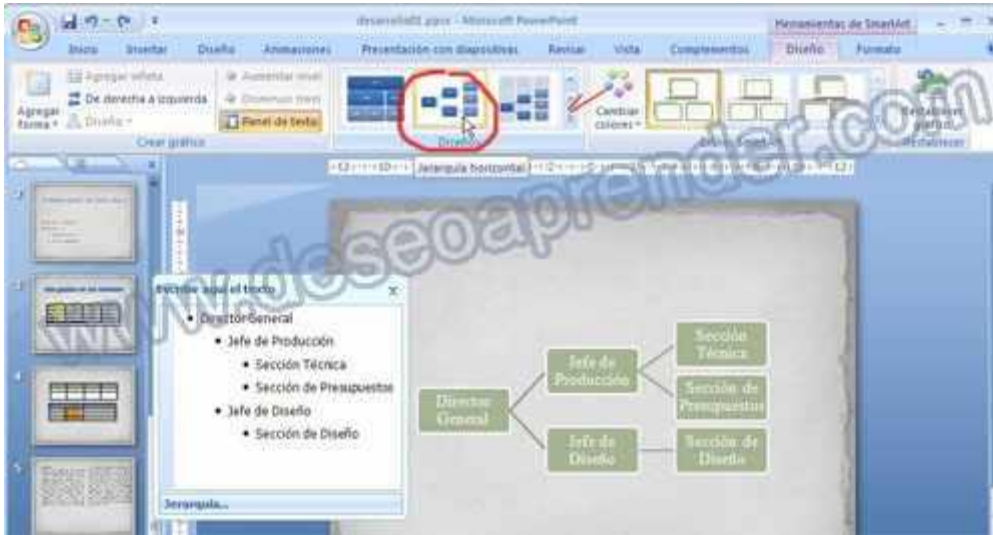 desarrollo01.pptx - Microsoft PowerPoint
Herramientas de SmartArt
Inicio
Insertar
Diseño
Animaciones
Presentación con diapositivas
Revisar
Vista
Complementos
Diseño
Formato
Agregar forma
Agregar viñeta
De derecha a izquierda
Diseño
Aumentar nivel
Disminuir nivel
Panel de texto
Crear gráfico
Diseños
Cambiar colores
Restablecer gráfico
Restablecer
Jerarquía horizontal
www.deseoaprender.com
Escribir aquí el texto
Director General
Jefe de Producción
Sección Técnica
Sección de Presupuestos
Jefe de Diseño
Sección de Diseño
Jerarquía...
Director
General
Jefe de
Producción
Jefe de
Diseño
Sección
Técnica
Sección de
Presupuestos
Sección de
Diseño